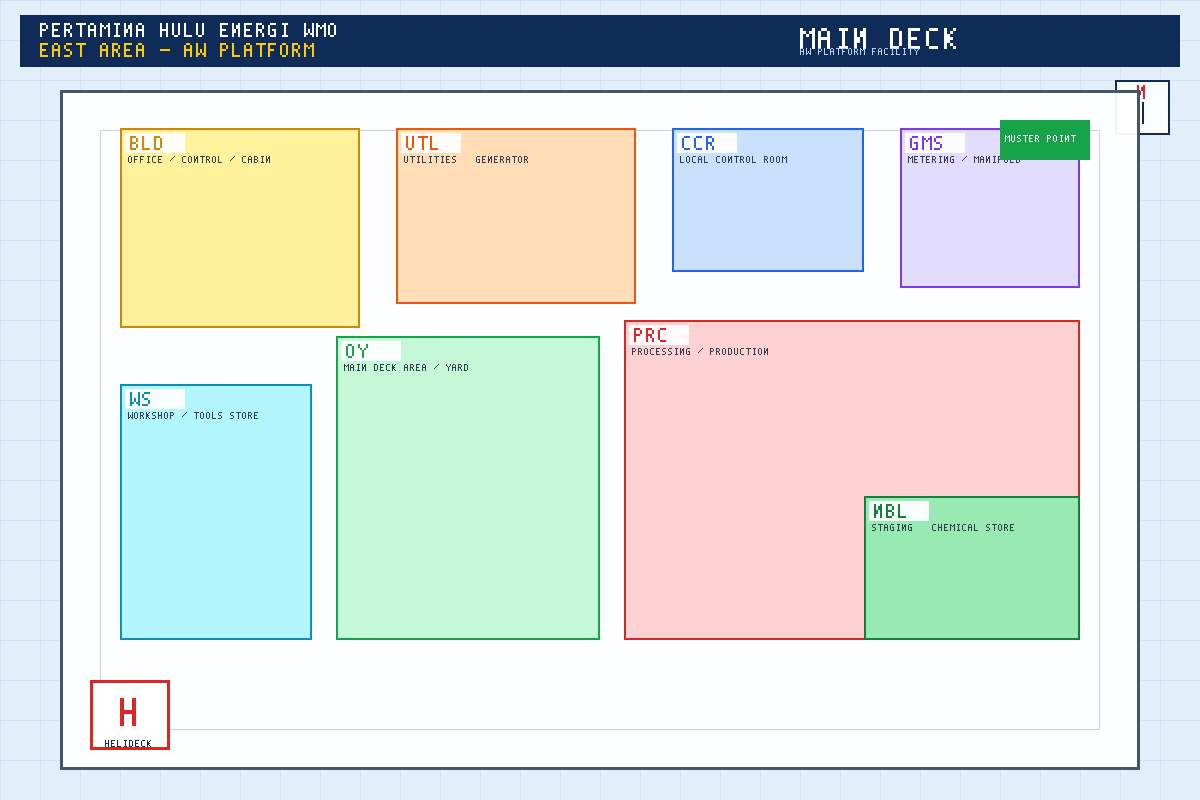 PERTAMINA HULU ENERGI WMO
EAST AREA - AW PLATFORM
MAIN DECK
AW PLATFORM FACILITY
N
BLD
OFFICE / CONTROL / CABIN
UTL
UTILITIES GENERATOR
CCR
LOCAL CONTROL ROOM
GMS
METERING / MANIFOLD
MUSTER POINT
PRC
PROCESSING / PRODUCTION
OY
MAIN DECK AREA / YARD
WS
WORKSHOP / TOOLS STORE
NBL
STAGING CHEMICAL STORE
H
HELIDECK